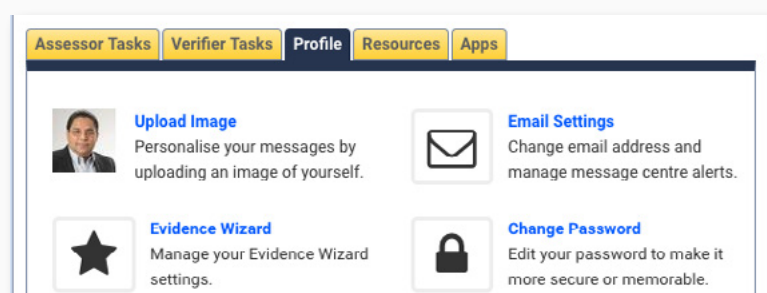 Assessor Tasks Verifier Tasks Profile Resources Apps
Upload Image
Personalise your messages by
uploading an image of yourself.
Email Settings
Change email address and
manage message centre alerts.
Evidence Wizard
Manage your Evidence Wizard
settings.
Change Password
Edit your password to make it
more secure or memorable.